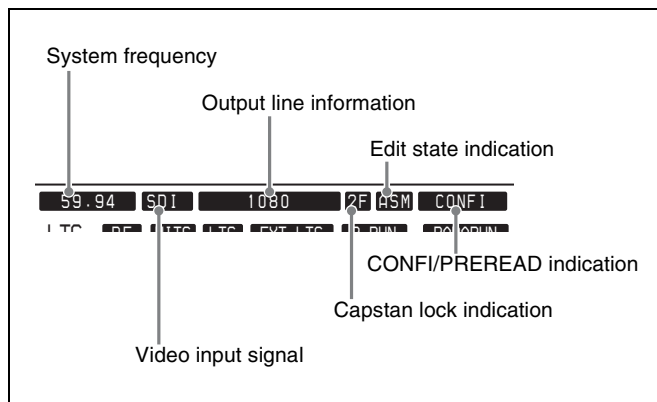 System frequency
Output line information
Edit state indication
59.94 SDI 1080 2F ASM CONFI
CONFI/PREREAD indication
Capstan lock indication
Video input signal